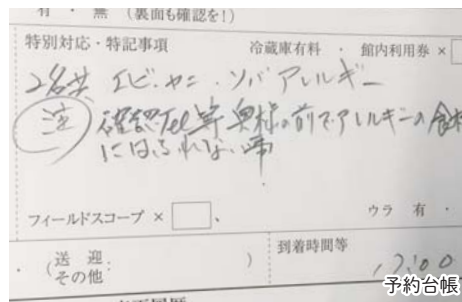 有 ・ 無 (裏面も確認を!)
特別対応・特記事項 冷蔵庫有料 ・ 館内利用券 ×
2名共 エビ・カニ・ソバアレルギー
注 確認Tel等 奥様の前でアレルギーの食材
にはふれない事
フィールドスコープ × 、 ウラ 有 ・
・ (送 迎 ) 到着時間等
その他 17:00
予約台帳